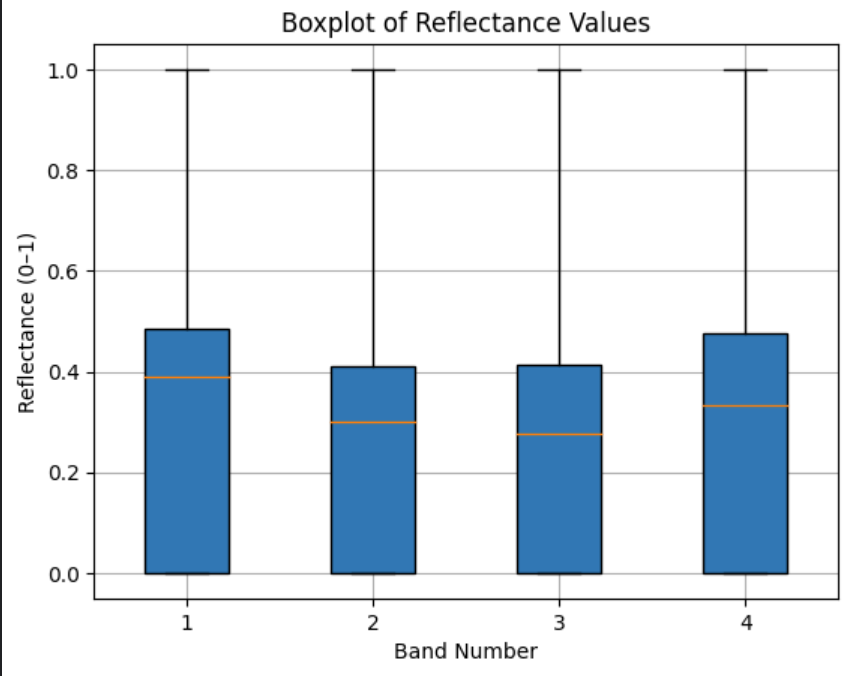 Boxplot of Reflectance Values
1.0
0.8
0.6
0.4
0.2
0.0
Reflectance (0–1)
1 2 3 4
Band Number